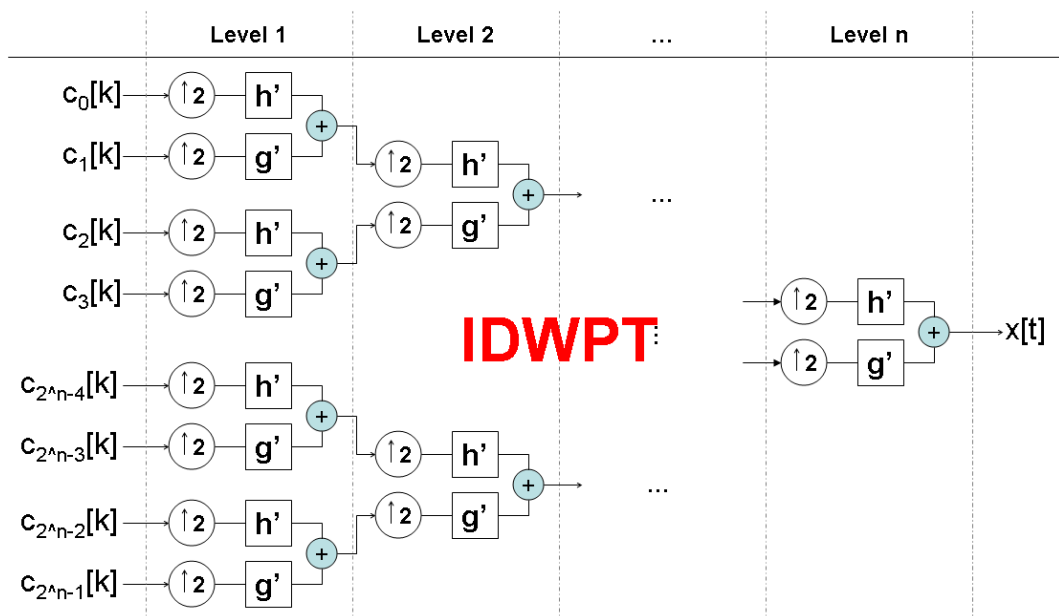 Level 1 Level 2 ... Level n
c₀[k] ↑2 h’
+
c₁[k] ↑2 g’
↑2 h’
+ ...
↑2 g’
c₂[k] ↑2 h’
+
c₃[k] ↑2 g’
↑2 h’
IDWPT ... + x[t]
↑2 g’
c2^n-4[k] ↑2 h’
+
c2^n-3[k] ↑2 g’
↑2 h’
+ ...
↑2 g’
c2^n-2[k] ↑2 h’
+
c2^n-1[k] ↑2 g’